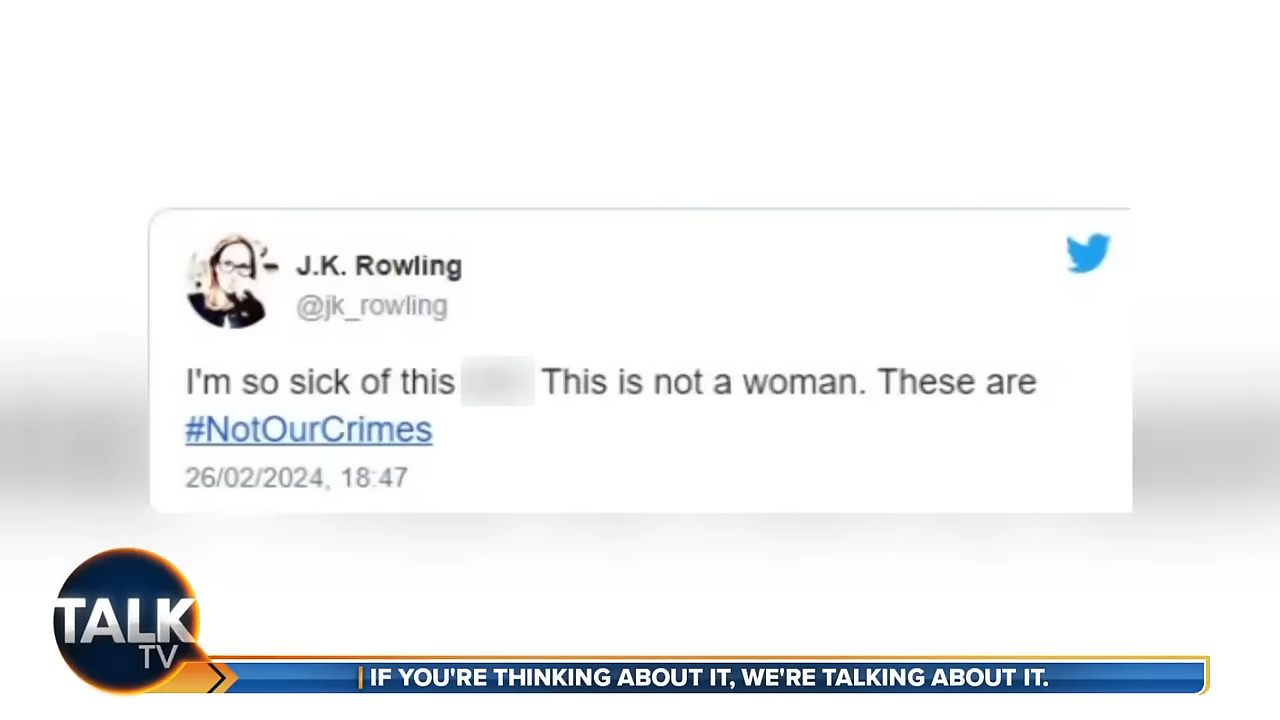 J.K. Rowling
@jk_rowling
I'm so sick of this This is not a woman. These are
#NotOurCrimes
26/02/2024, 18:47
TALK
TV
IF YOU'RE THINKING ABOUT IT, WE'RE TALKING ABOUT IT.